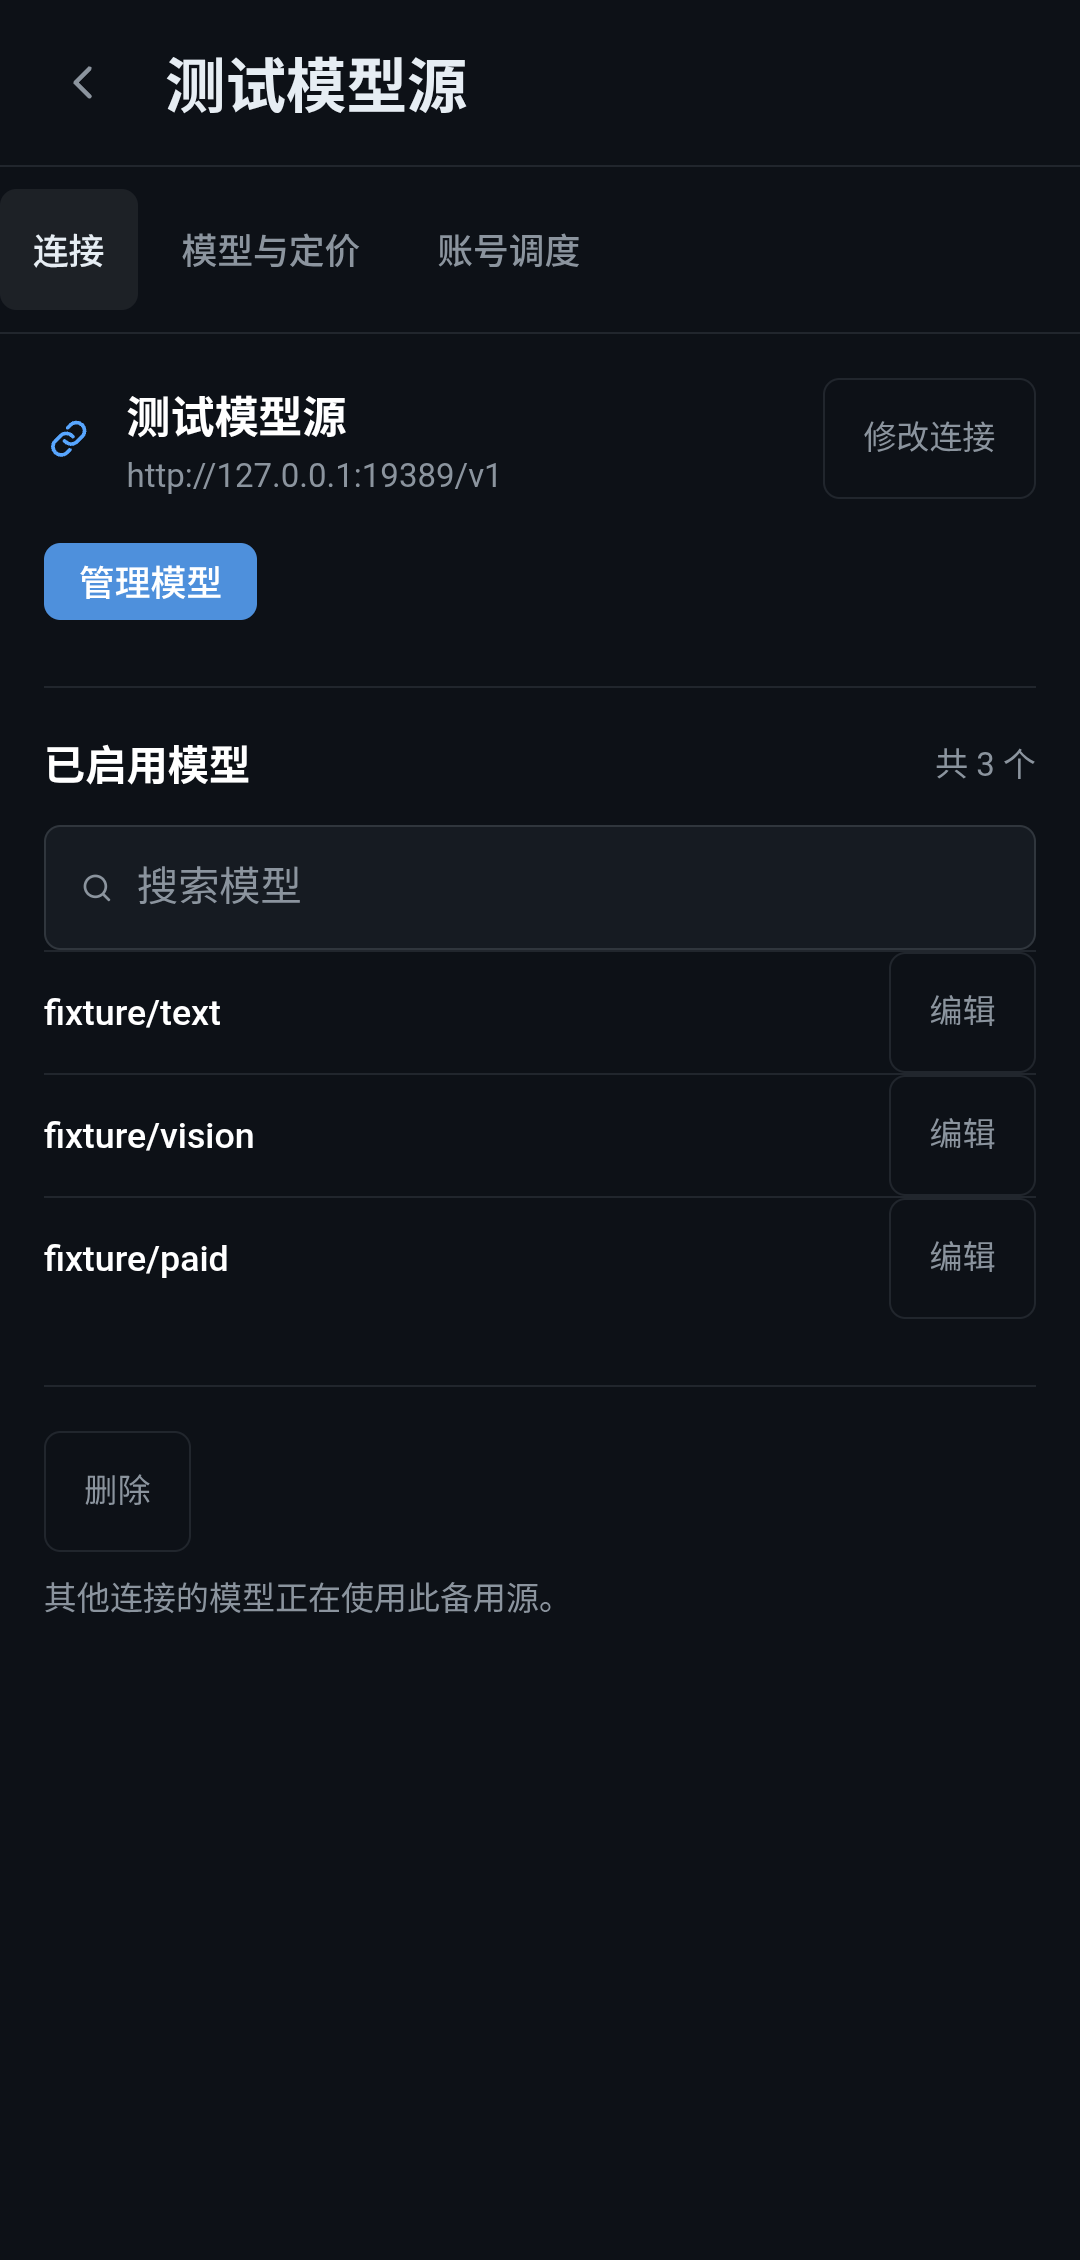 测试模型源
连接 模型与定价 账号调度
测试模型源
http://127.0.0.1:19389/v1
修改连接
管理模型
已启用模型 共 3 个
搜索模型
fixture/text 编辑
fixture/vision 编辑
fixture/paid 编辑
删除
其他连接的模型正在使用此备用源。